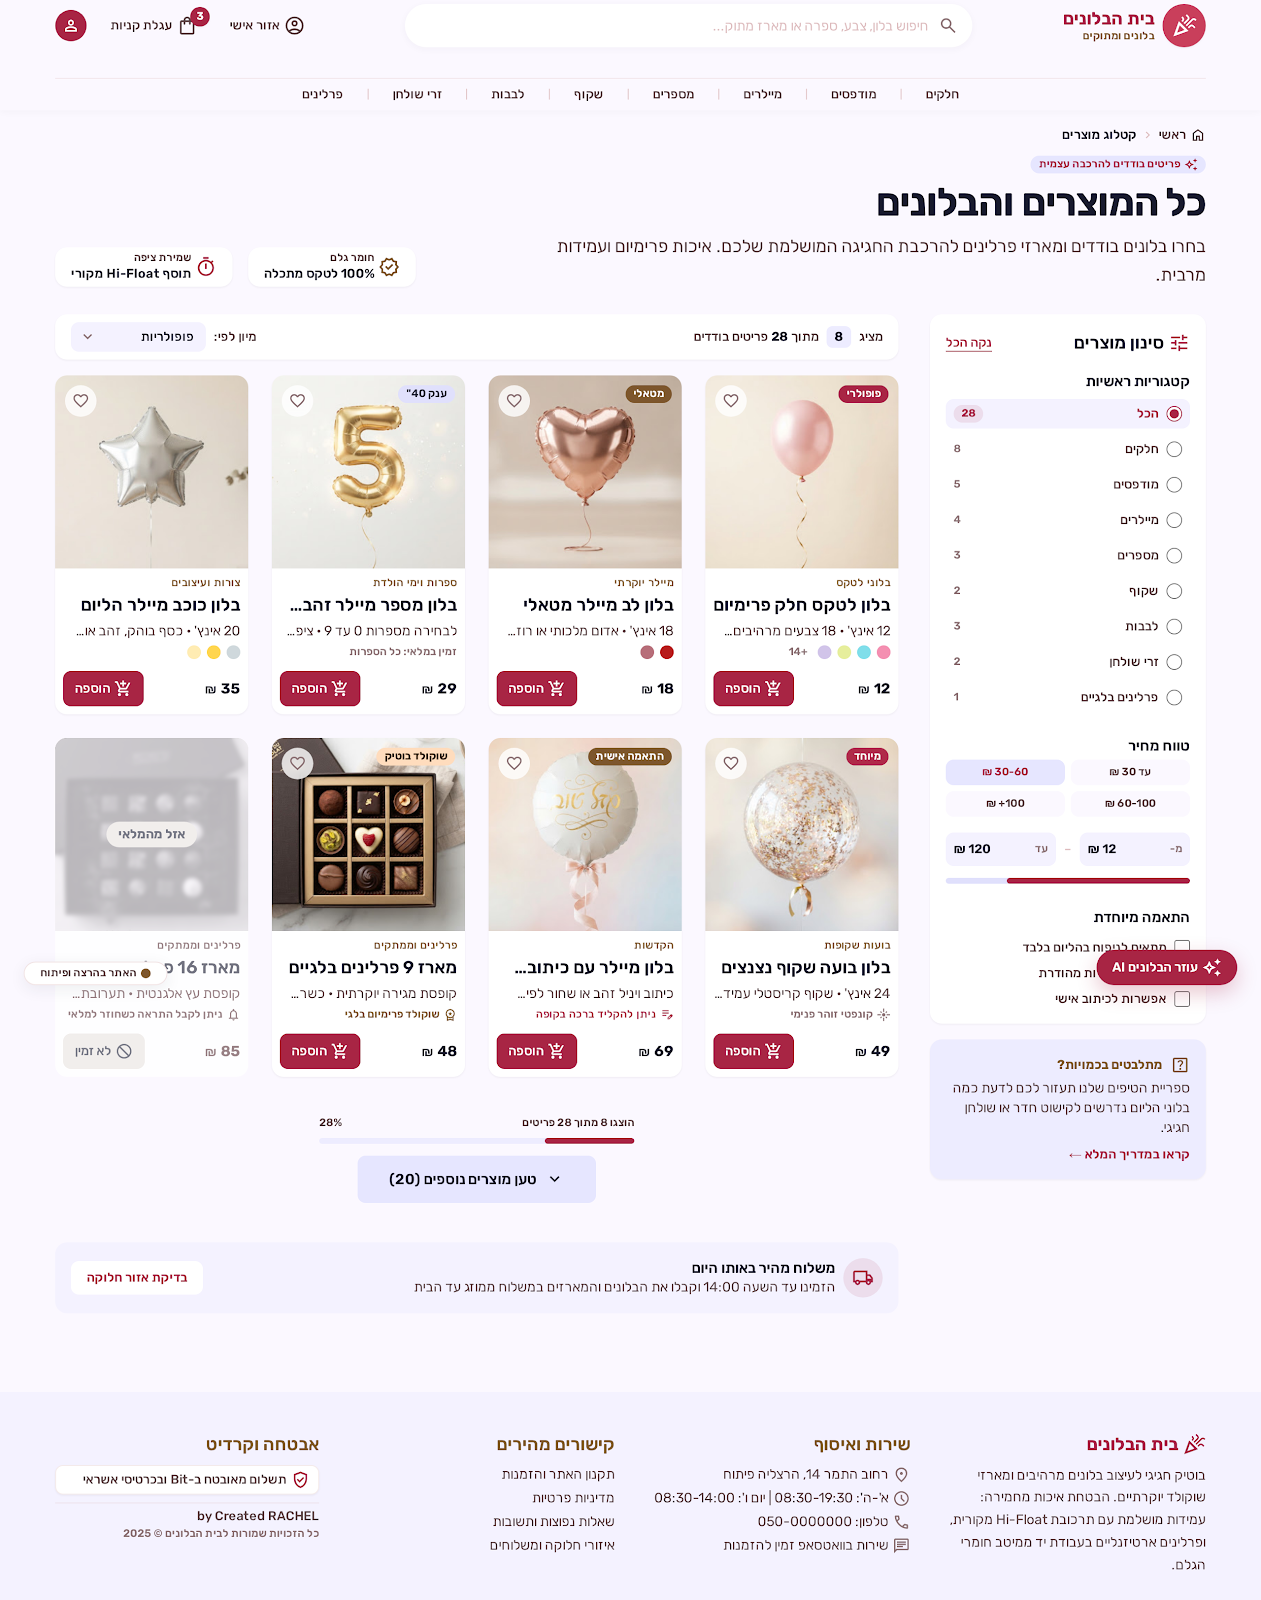 בית הבלונים
בלונים ומתוקים
חיפוש בלון, צבע, ספרה או מארז מתוק...
אזור אישי
עגלת קניות
3
חלקים
מודפסים
מיילרים
מספרים
שקוף
לבבות
זרי שולחן
פרלינים
ראשי
קטלוג מוצרים
פריטים בודדים להרכבה עצמית
כל המוצרים והבלונים
בחרו בלונים בודדים ומארזי פרלינים להרכבת החגיגה המושלמת שלכם. איכות פרימיום ועמידות
מרבית.
חומר גלם
100% לטקס מתכלה
שמירת ציפה
תוסף Hi-Float מקורי
סינון מוצרים
נקה הכל
קטגוריות ראשיות
הכל 28
חלקים 8
מודפסים 5
מיילרים 4
מספרים 3
שקוף 2
לבבות 3
זרי שולחן 2
פרלינים בלגיים 1
טווח מחיר
עד 30 ₪
30-60 ₪
60-100 ₪
100+ ₪
מ- 12 ₪
–
עד 120 ₪
התאמה מיוחדת
מתאים לניפוח בהליום בלבד
ות מהודרת
אפשרות לכיתוב אישי
עוזר הבלונים AI
מתלבטים בכמויות?
ספריית הטיפים שלנו תעזור לכם לדעת כמה
בלוני הליום נדרשים לקישוט חדר או שולחן
חגיגי.
קראו במדריך המלא ←
מציג 8 מתוך 28 פריטים בודדים
מיון לפי: פופולריות
פופולרי
בלוני לטקס
בלון לטקס חלק פרימיום
12 אינץ' • 18 צבעים מרהיבים...
+14
12 ₪
הוספה
מטאלי
מיילר יוקרתי
בלון לב מיילר מטאלי
18 אינץ' • אדום מלכותי או רוז...
18 ₪
הוספה
ענק 40"
ספרות וימי הולדת
בלון מספר מיילר זהב...
לבחירה מספרות 0 עד 9 • ציפ...
זמין במלאי: כל הספרות
29 ₪
הוספה
צורות ועיצובים
בלון כוכב מיילר הליום
20 אינץ' • כסף בוהק, זהב או...
35 ₪
הוספה
מיוחד
בועות שקופות
בלון בועה שקוף נצנצים
24 אינץ' • שקוף קריסטלי עמיד...
קונפטי זוהר פנימי
49 ₪
הוספה
התאמה אישית
הקדשות
בלון מיילר עם כיתוב...
כיתוב ויניל זהב או שחור לפי...
ניתן להקליד ברכה בקופה
69 ₪
הוספה
שוקולד בוטיק
פרלינים וממתקים
מארז 9 פרלינים בלגיים
קופסת מגירה יוקרתית • כשר...
שוקולד פרימיום בלגי
48 ₪
הוספה
אזל מהמלאי
פרלינים וממתקים
מארז 16
קופסת עץ אלגנטית • תערובת...
ניתן לקבל התראה כשחוזר למלאי
85 ₪
לא זמין
האתר בהרצה ופיתוח
הוצגו 8 מתוך 28 פריטים
28%
טען מוצרים נוספים (20)
משלוח מהיר באותו היום
הזמינו עד השעה 14:00 וקבלו את הבלונים והמארזים במשלוח ממוזג עד הבית
בדיקת אזור חלוקה
בית הבלונים
בוטיק חגיגי לעיצוב בלונים מרהיבים ומארזי
שוקולד יוקרתיים. הבטחת איכות מחמירה:
עמידות מושלמת עם תרכובת Hi-Float מקורית,
ופרלינים ארטיזנליים בעבודת יד ממיטב חומרי
הגלם.
שירות ואיסוף
רחוב התמר 14, הרצליה פיתוח
א'-ה': 08:30-19:30 | יום ו': 08:30-14:00
טלפון: 050-0000000
שירות בוואטסאפ זמין להזמנות
קישורים מהירים
תקנון האתר והזמנות
מדיניות פרטיות
שאלות נפוצות ותשובות
איזורי חלוקה ומשלוחים
אבטחה וקרדיט
תשלום מאובטח ב-Bit ובכרטיסי אשראי
by Created RACHEL
כל הזכויות שמורות לבית הבלונים © 2025